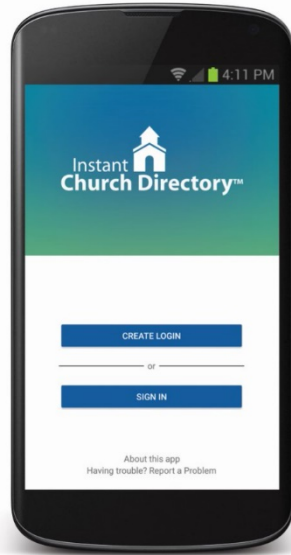 4:11 PM
Instant
Church Directory™
CREATE LOGIN
or
SIGN IN
About this app
Having trouble? Report a Problem